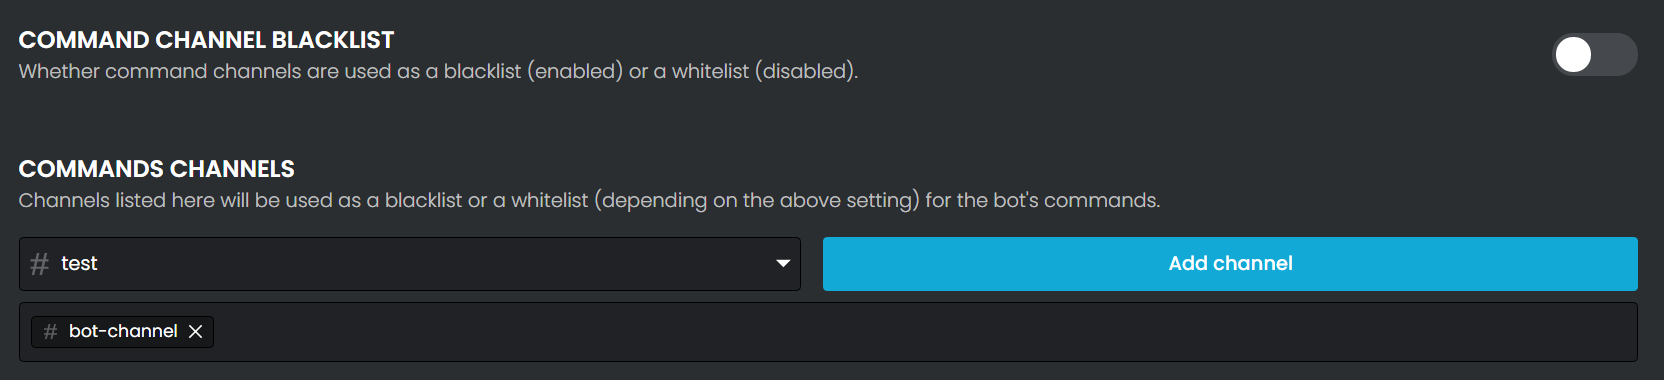 COMMAND CHANNEL BLACKLIST
Whether command channels are used as a blacklist (enabled) or a whitelist (disabled).
COMMANDS CHANNELS
Channels listed here will be used as a blacklist or a whitelist (depending on the above setting) for the bot's commands.
# test
Add channel
# bot-channel